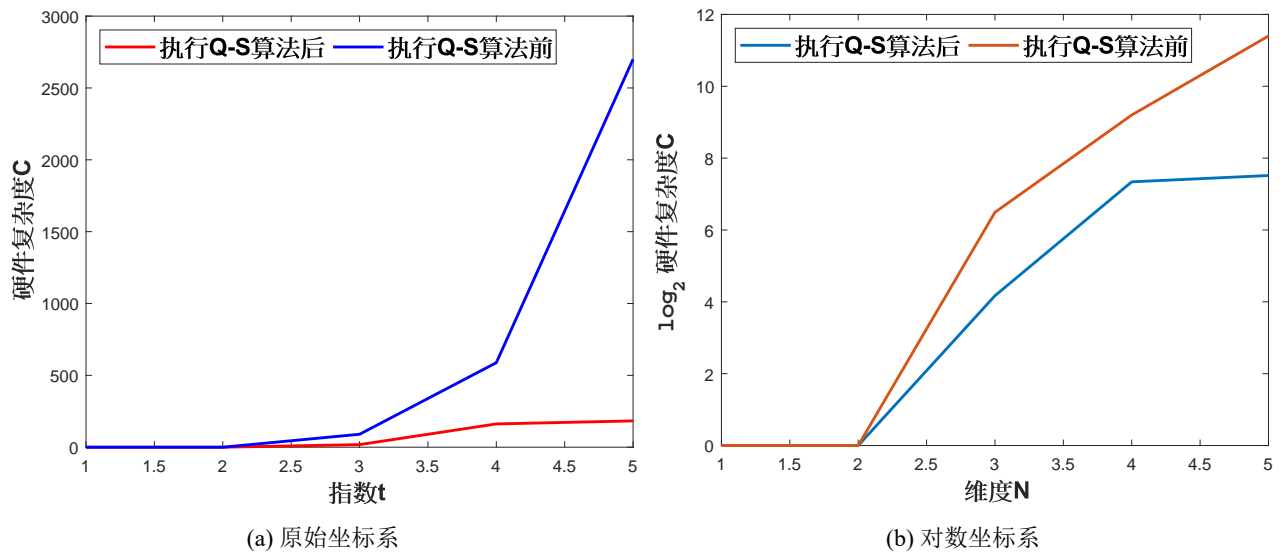 执行Q-S算法后 执行Q-S算法前
硬件复杂度C
3000
2500
2000
1500
1000
500
0
1 1.5 2 2.5 3 3.5 4 4.5 5
指数t
(a) 原始坐标系
执行Q-S算法后 执行Q-S算法前
log2 硬件复杂度C
12
10
8
6
4
2
0
1 1.5 2 2.5 3 3.5 4 4.5 5
维度N
(b) 对数坐标系